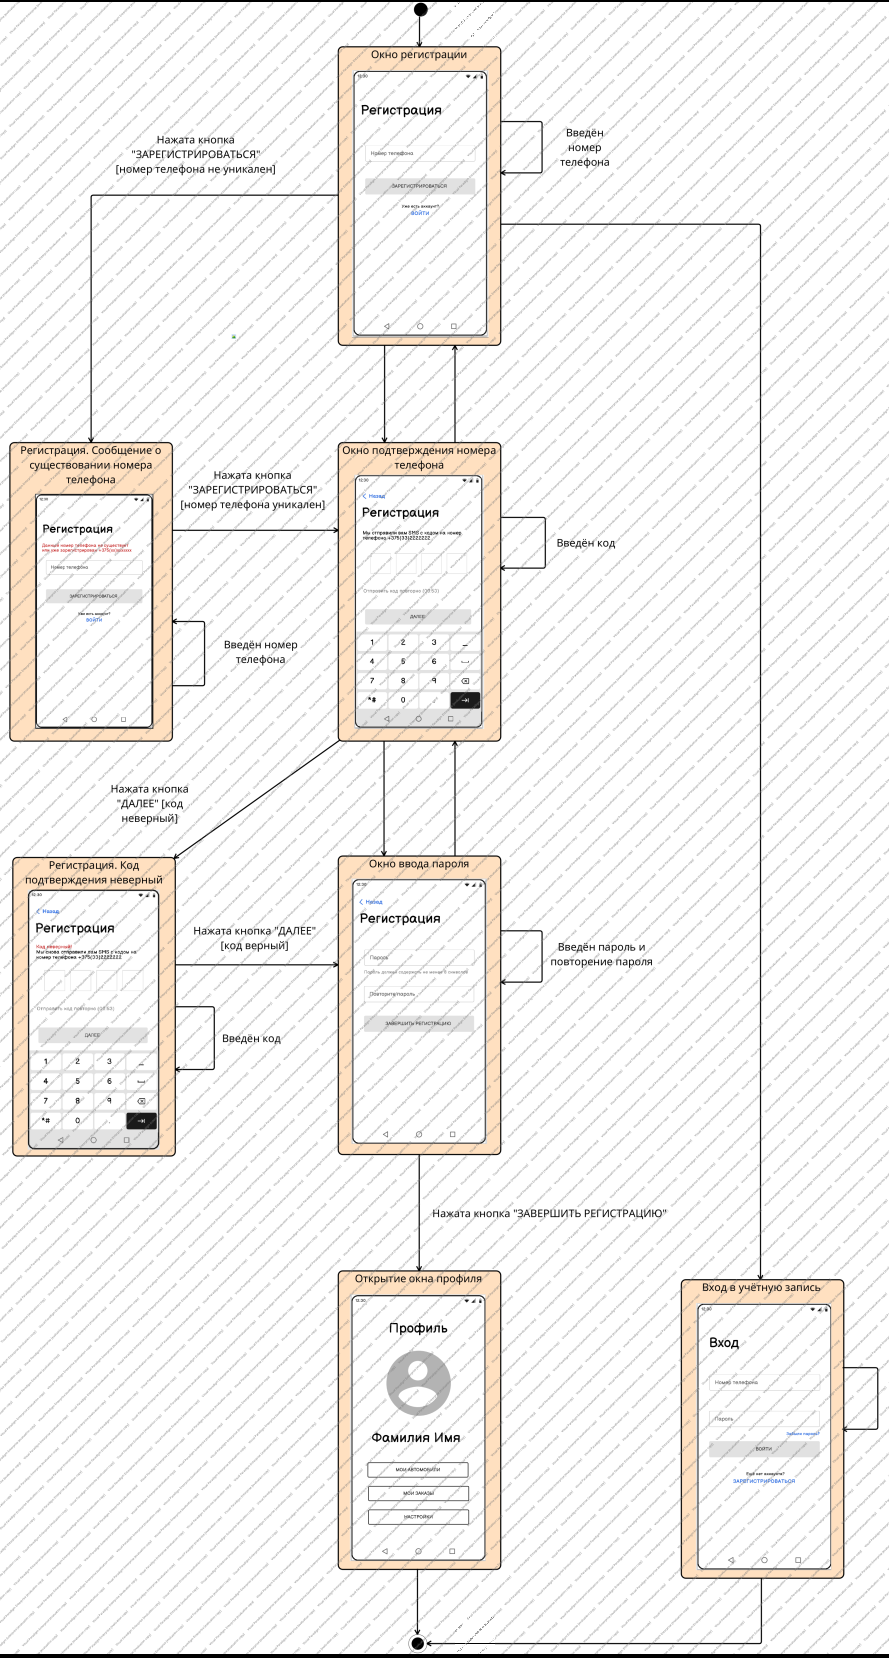 Окно регистрации
12:30
Регистрация
Номер телефона
ЗАРЕГИСТРИРОВАТЬСЯ
Уже есть аккаунт?
ВОЙТИ
Введён
номер
телефона
Нажата кнопка
"ЗАРЕГИСТРИРОВАТЬСЯ"
[номер телефона не уникален]
Регистрация. Сообщение о
существовании номера
телефона
12:30
Регистрация
Данный номер телефона не существует
или уже зарегистрирован
Номер телефона
ЗАРЕГИСТРИРОВАТЬСЯ
Уже есть аккаунт?
ВОЙТИ
Нажата кнопка
"ЗАРЕГИСТРИРОВАТЬСЯ"
[номер телефона уникален]
Введён номер
телефона
Окно подтверждения номера
телефона
12:30
Назад
Регистрация
Мы отправили вам SMS с кодом на номер
телефона +375(33)2222222
Отправить код повторно (00:53)
ДАЛЕЕ
1 2 3 _
4 5 6
7 8 9
*# 0 .
Введён код
Нажата кнопка
"ДАЛЕЕ" [код
неверный]
Регистрация. Код
подтверждения неверный
12:30
Назад
Регистрация
Код неверный!
Мы снова отправили вам SMS с кодом на
номер телефона +375(33)2222222
Отправить код повторно (00:53)
ДАЛЕЕ
1 2 3 _
4 5 6
7 8 9
*# 0 .
Нажата кнопка "ДАЛЕЕ"
[код верный]
Введён код
Окно ввода пароля
12:30
Назад
Регистрация
Пароль
Пароль должен содержать не менее 8 символов
Повторите пароль
ЗАВЕРШИТЬ РЕГИСТРАЦИЮ
Введён пароль и
повторение пароля
Нажата кнопка "ЗАВЕРШИТЬ РЕГИСТРАЦИЮ"
Открытие окна профиля
12:30
Профиль
Фамилия Имя
МОИ АВТОМОБИЛИ
МОИ ЗАКАЗЫ
НАСТРОЙКИ
Вход в учётную запись
12:30
Вход
Номер телефона
Пароль
Забыли пароль?
ВОЙТИ
Ещё нет аккаунта?
ЗАРЕГИСТРИРОВАТЬСЯ